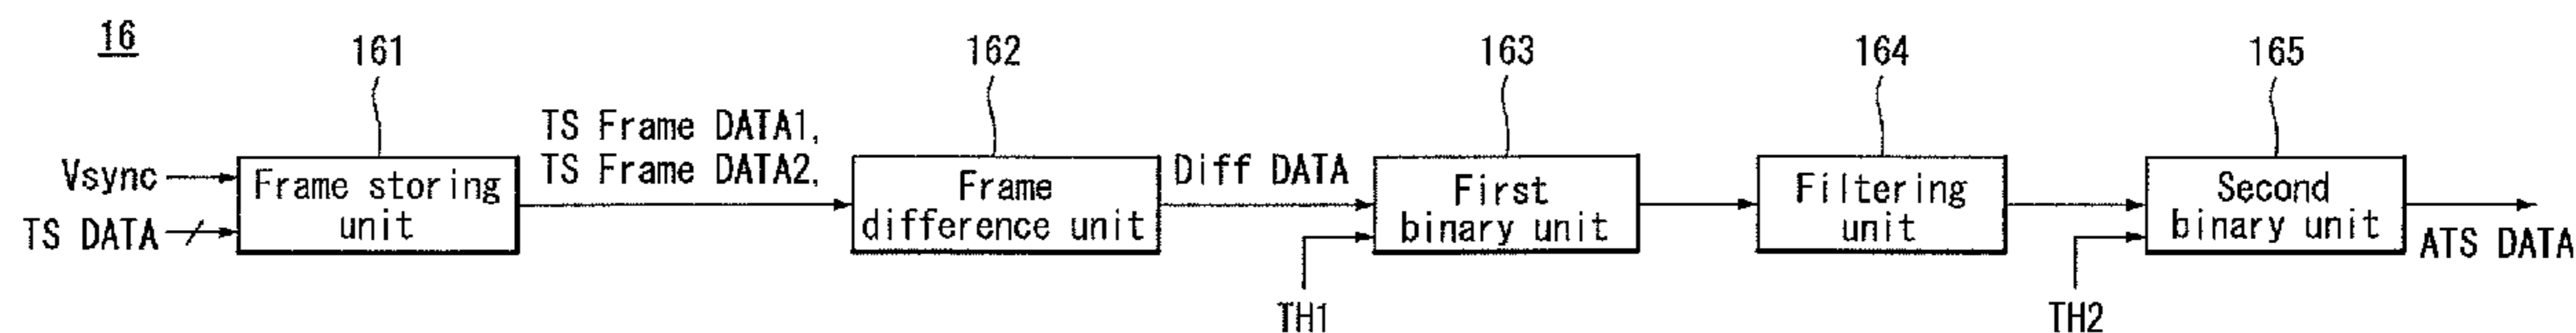 16
161
162
163
164
165
Vsync
TS DATA
Frame storing
unit
TS Frame DATA1,
TS Frame DATA2,
Frame
difference unit
Diff DATA
First
binary unit
TH1
Filtering
unit
Second
binary unit
TH2
ATS DATA